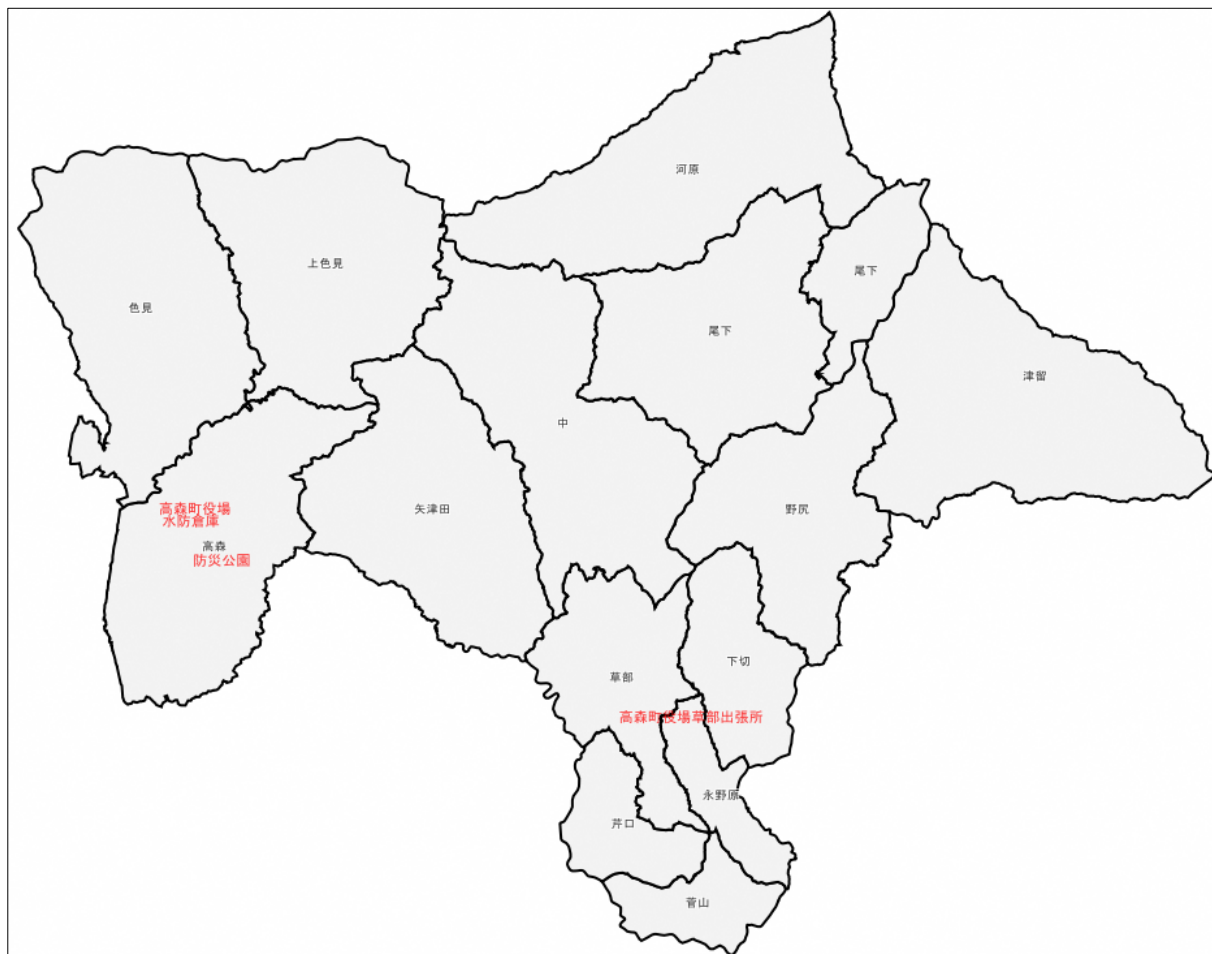 河原
上色見
尾下
色見
尾下
津留
中
高森町役場
水防倉庫
矢津田
野尻
高森
防災公園
下切
草部
高森町役場草部出張所
永野原
芹口
菅山